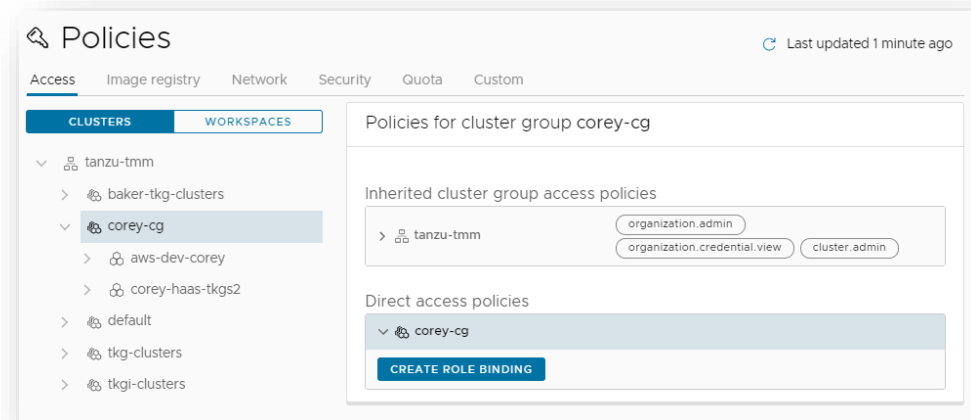 Policies
Last updated 1 minute ago
Access Image registry Network Security Quota Custom
CLUSTERS WORKSPACES
tanzu-tmm
baker-tkg-clusters
corey-cg
aws-dev-corey
corey-haas-tkgs2
default
tkg-clusters
tkgi-clusters
Policies for cluster group corey-cg
Inherited cluster group access policies
tanzu-tmm
organization.admin
organization.credential.view cluster.admin
Direct access policies
corey-cg
CREATE ROLE BINDING